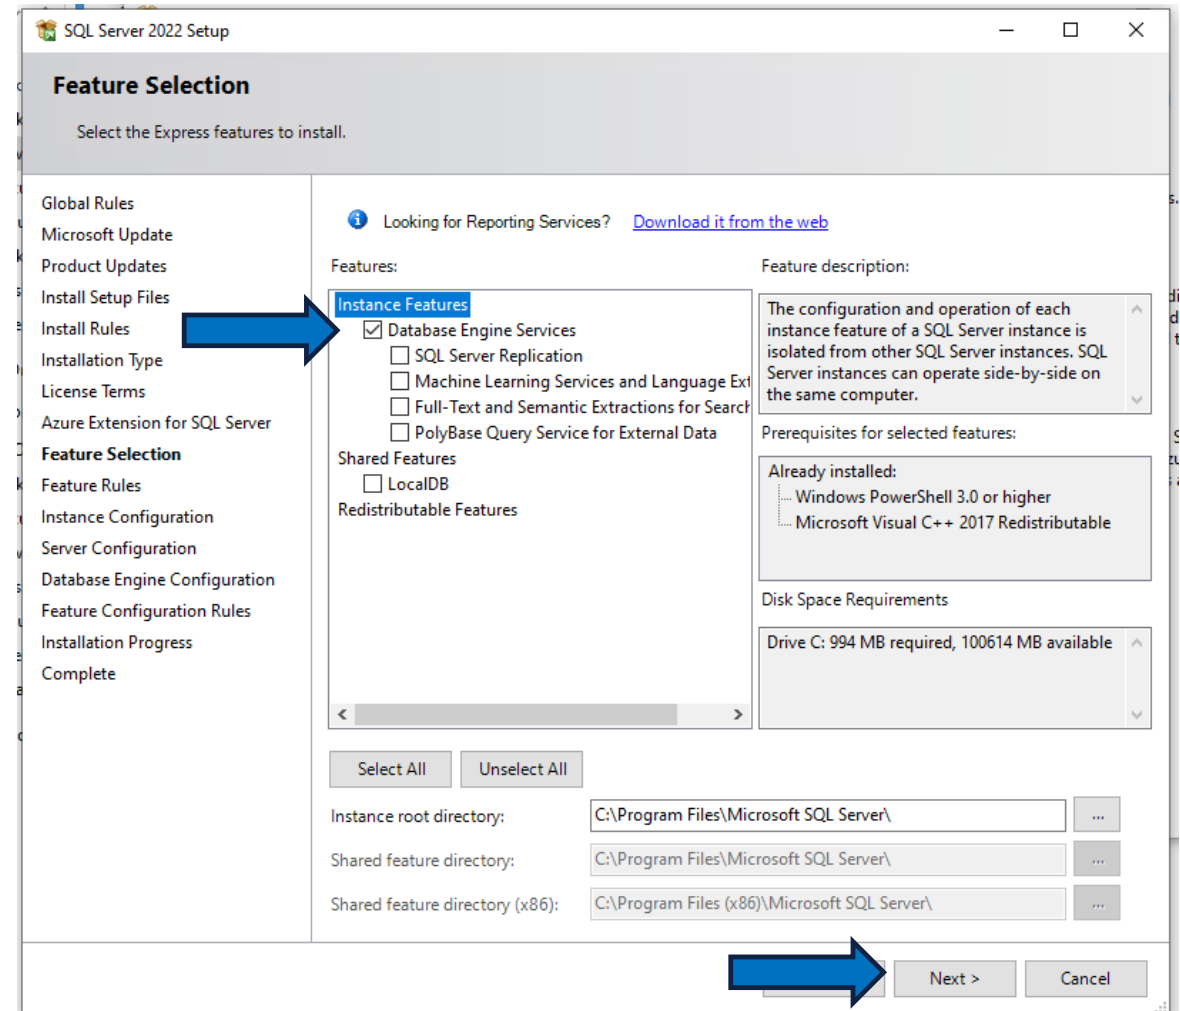 SQL Server 2022 Setup
Feature Selection
Select the Express features to install.
Global Rules
Microsoft Update
Product Updates
Install Setup Files
Install Rules
Installation Type
License Terms
Azure Extension for SQL Server
Feature Selection
Feature Rules
Instance Configuration
Server Configuration
Database Engine Configuration
Feature Configuration Rules
Installation Progress
Complete
Looking for Reporting Services? Download it from the web
Features:
Instance Features
Database Engine Services
SQL Server Replication
Machine Learning Services and Language Ext
Full-Text and Semantic Extractions for Search
PolyBase Query Service for External Data
Shared Features
LocalDB
Redistributable Features
Feature description:
The configuration and operation of each
instance feature of a SQL Server instance is
isolated from other SQL Server instances. SQL
Server instances can operate side-by-side on
the same computer.
Prerequisites for selected features:
Already installed:
Windows PowerShell 3.0 or higher
Microsoft Visual C++ 2017 Redistributable
Disk Space Requirements
Drive C: 994 MB required, 100614 MB available
Select All
Unselect All
Instance root directory:
C:\Program Files\Microsoft SQL Server\
...
Shared feature directory:
C:\Program Files\Microsoft SQL Server\
...
Shared feature directory (x86):
C:\Program Files (x86)\Microsoft SQL Server\
...
Next >
Cancel